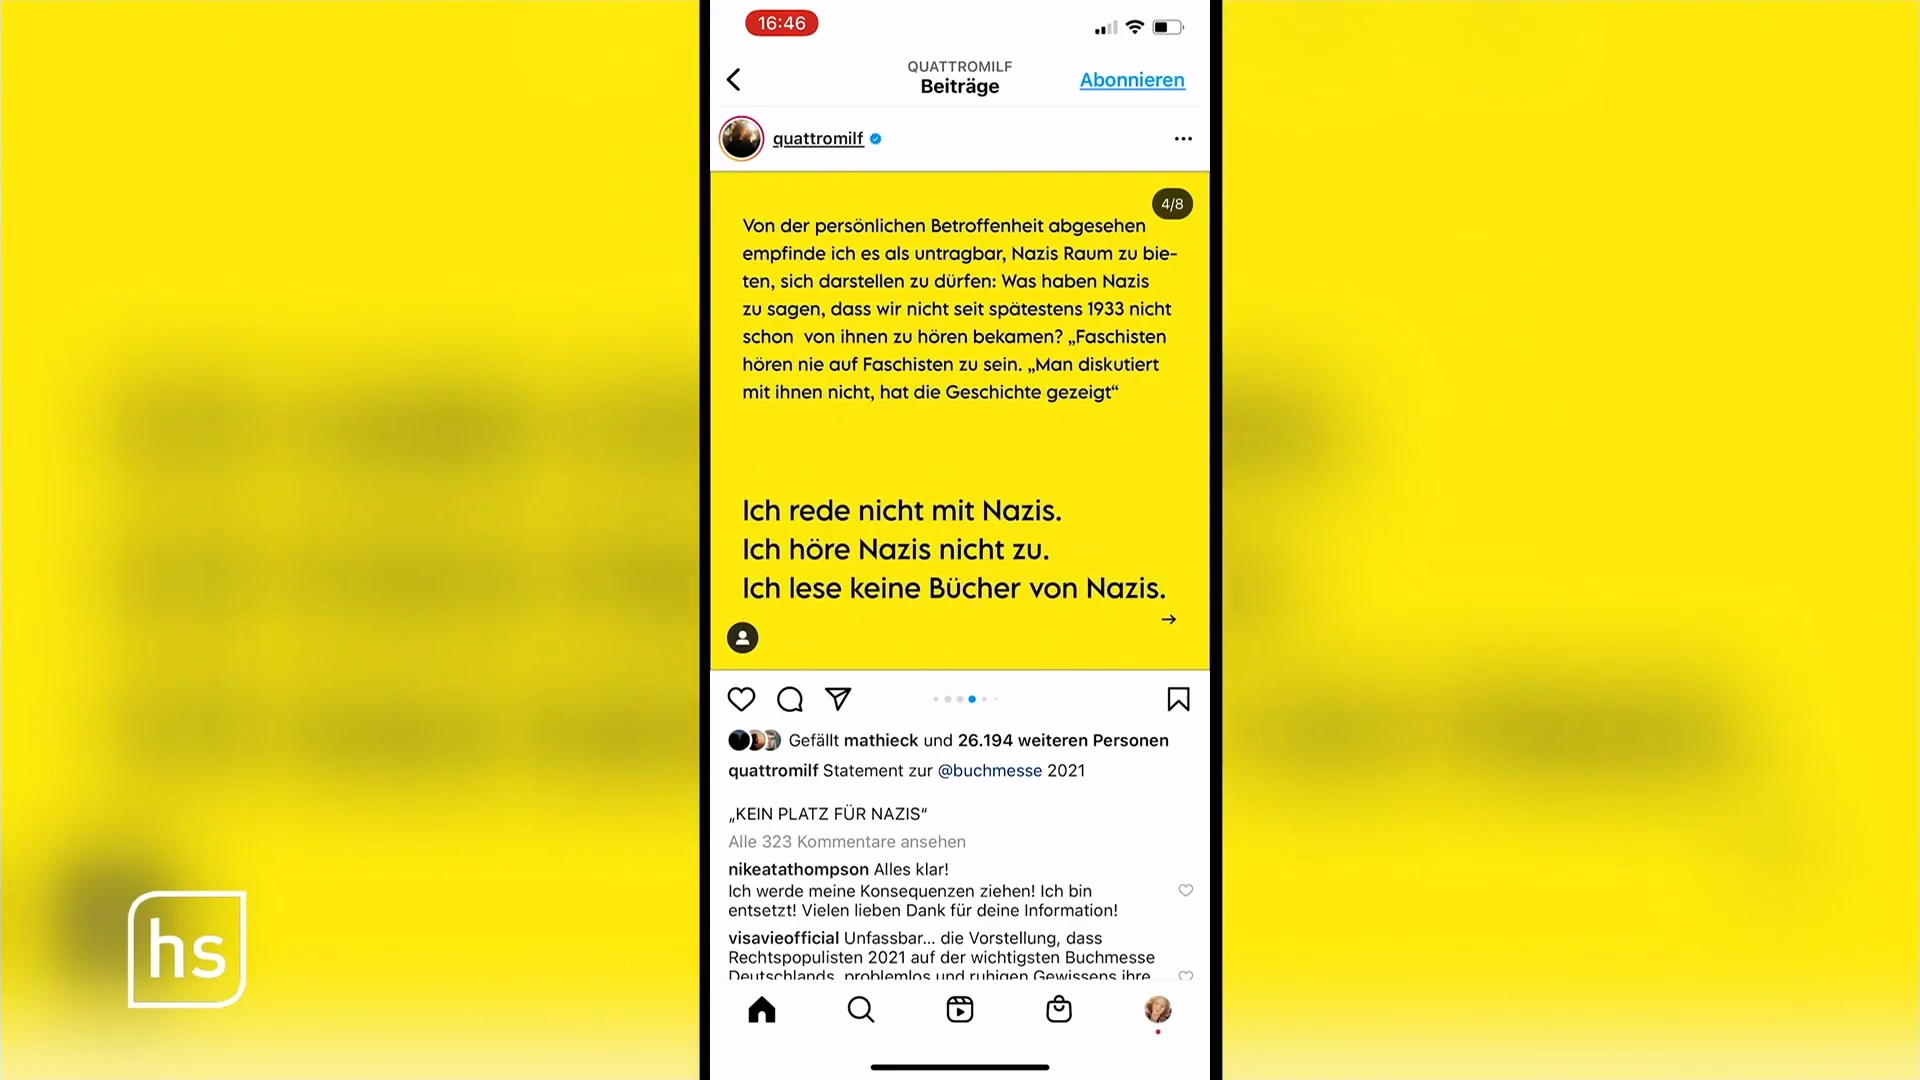 16:46
QUATTROMILF
Beiträge
Abonnieren
quattromilf
4/8
Von der persönlichen Betroffenheit abgesehen
empfinde ich es als untragbar, Nazis Raum zu bie-
ten, sich darstellen zu dürfen: Was haben Nazis
zu sagen, dass wir nicht seit spätestens 1933 nicht
schon  von ihnen zu hören bekamen? „Faschisten
hören nie auf Faschisten zu sein. „Man diskutiert
mit ihnen nicht, hat die Geschichte gezeigt“
Ich rede nicht mit Nazis.
Ich höre Nazis nicht zu.
Ich lese keine Bücher von Nazis.
Gefällt mathieck und 26.194 weiteren Personen
quattromilf Statement zur @buchmesse 2021
„KEIN PLATZ FÜR NAZIS“
Alle 323 Kommentare ansehen
nikeatathompson Alles klar!
Ich werde meine Konsequenzen ziehen! Ich bin
entsetzt! Vielen lieben Dank für deine Information!
visavieofficial Unfassbar... die Vorstellung, dass
Rechtspopulisten 2021 auf der wichtigsten Buchmesse
Deutschlands, problemlos und ruhigen Gewissens ihre
hs